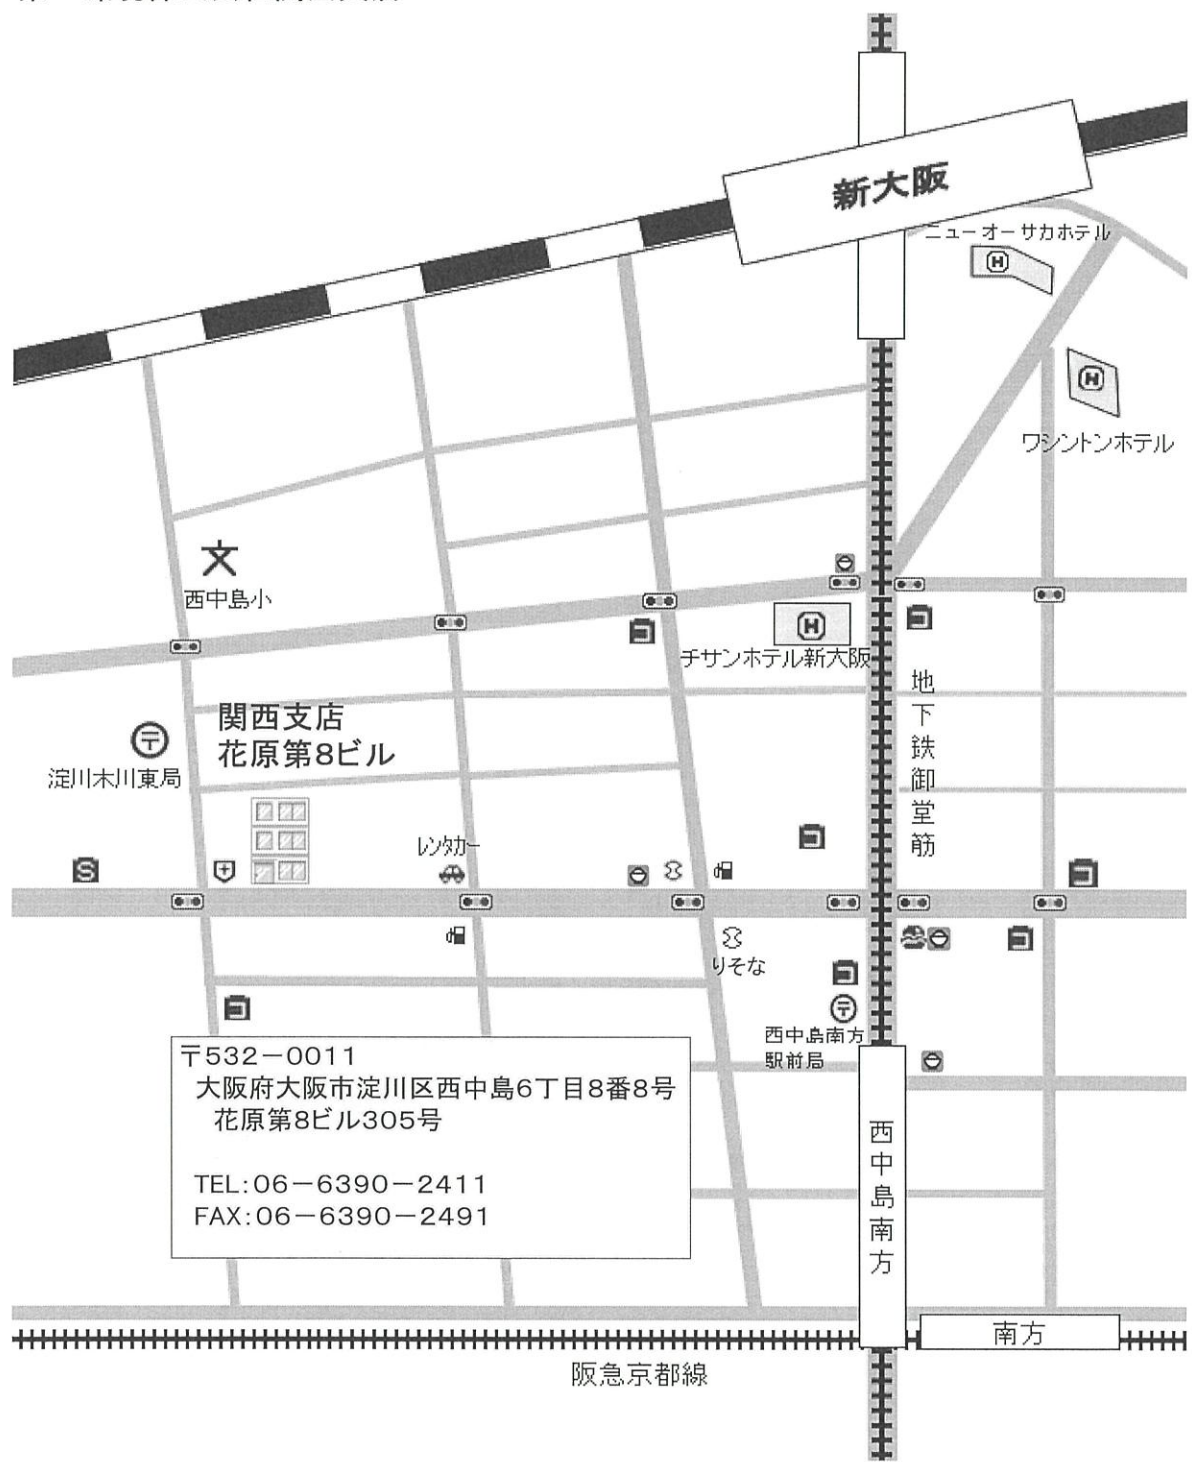 新大阪
ニューオーサカホテル
ワシントンホテル
西中島小
チサンホテル新大阪
地下鉄御堂筋
関西支店
花原第8ビル
淀川木川東局
レンタカー
りそな
西中島南方
駅前局
〒532－0011
大阪府大阪市淀川区西中島6丁目8番8号
花原第8ビル305号
TEL:06－6390－2411
FAX:06－6390－2491
西中島南方
南方
阪急京都線